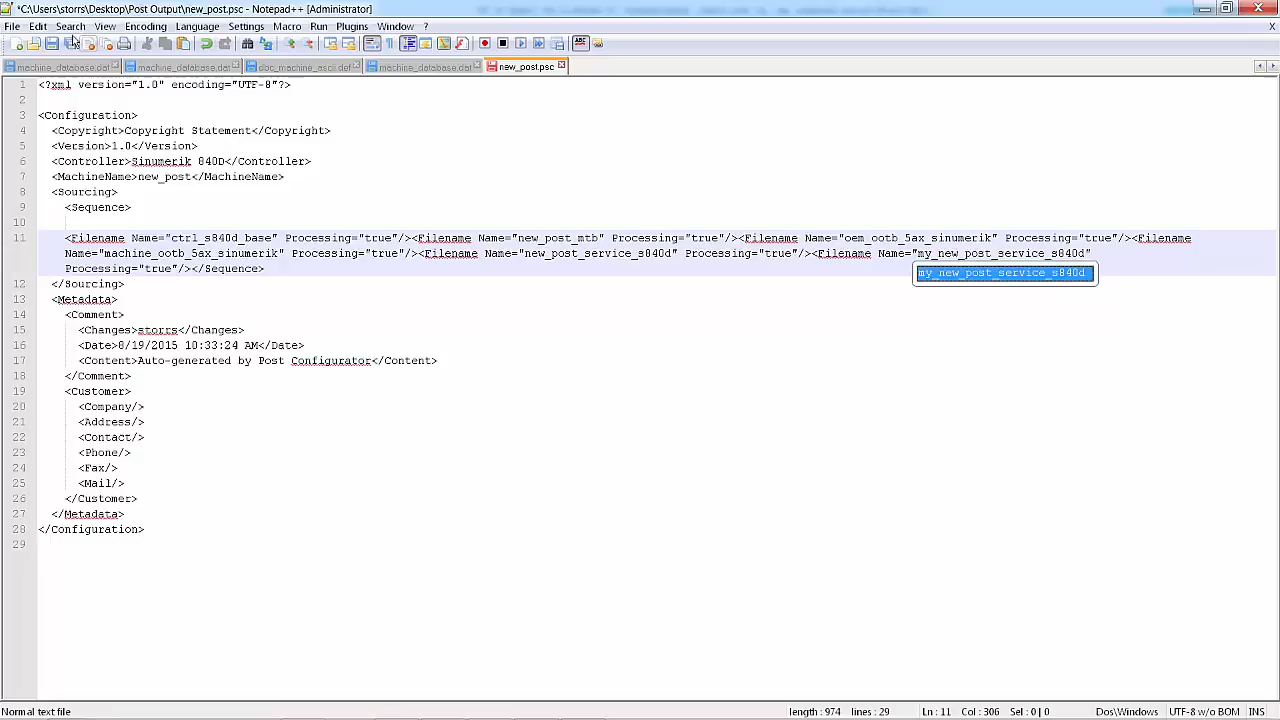 *C:\Users\storrs\Desktop\Post Output\new_post.psc - Notepad++ [Administrator]
File Edit Search View Encoding Language Settings Macro Run Plugins Window ? X
machine_database.dat machine_database.dat dbc_machine_ascii.def machine_database.dat new_post.psc
1 <?xml version="1.0" encoding="UTF-8"?>
2
3 <Configuration>
4 <Copyright>Copyright Statement</Copyright>
5 <Version>1.0</Version>
6 <Controller>Sinumerik 840D</Controller>
7 <MachineName>new_post</MachineName>
8 <Sourcing>
9 <Sequence>
10
11 <Filename Name="ctrl_s840d_base" Processing="true"/><Filename Name="new_post_mtb" Processing="true"/><Filename Name="oem_ootb_5ax_sinumerik" Processing="true"/><Filename
Name="machine_ootb_5ax_sinumerik" Processing="true"/><Filename Name="new_post_service_s840d" Processing="true"/><Filename Name="my_new_post_service_s840d"
Processing="true"/></Sequence>
my_new_post_service_s840d
12 </Sourcing>
13 <Metadata>
14 <Comment>
15 <Changes>storrs</Changes>
16 <Date>8/19/2015 10:33:24 AM</Date>
17 <Content>Auto-generated by Post Configurator</Content>
18 </Comment>
19 <Customer>
20 <Company/>
21 <Address/>
22 <Contact/>
23 <Phone/>
24 <Fax/>
25 <Mail/>
26 </Customer>
27 </Metadata>
28 </Configuration>
29
Normal text file length : 974 lines : 29 Ln : 11 Col : 306 Sel : 0 | 0 Dos\Windows UTF-8 w/o BOM INS